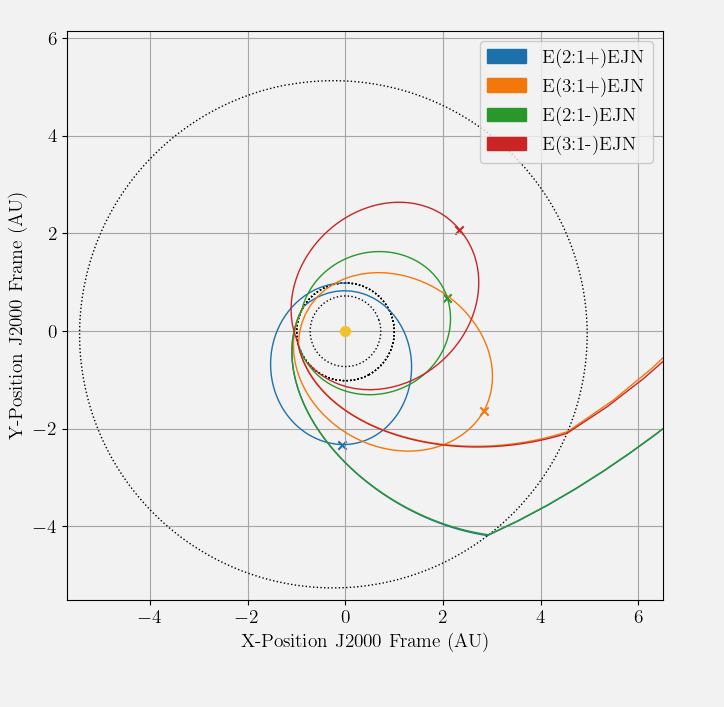 6
4
2
0
−2
−4
Y-Position J2000 Frame (AU)
E(2:1+)EJN
E(3:1+)EJN
E(2:1-)EJN
E(3:1-)EJN
−4 −2 0 2 4 6
X-Position J2000 Frame (AU)